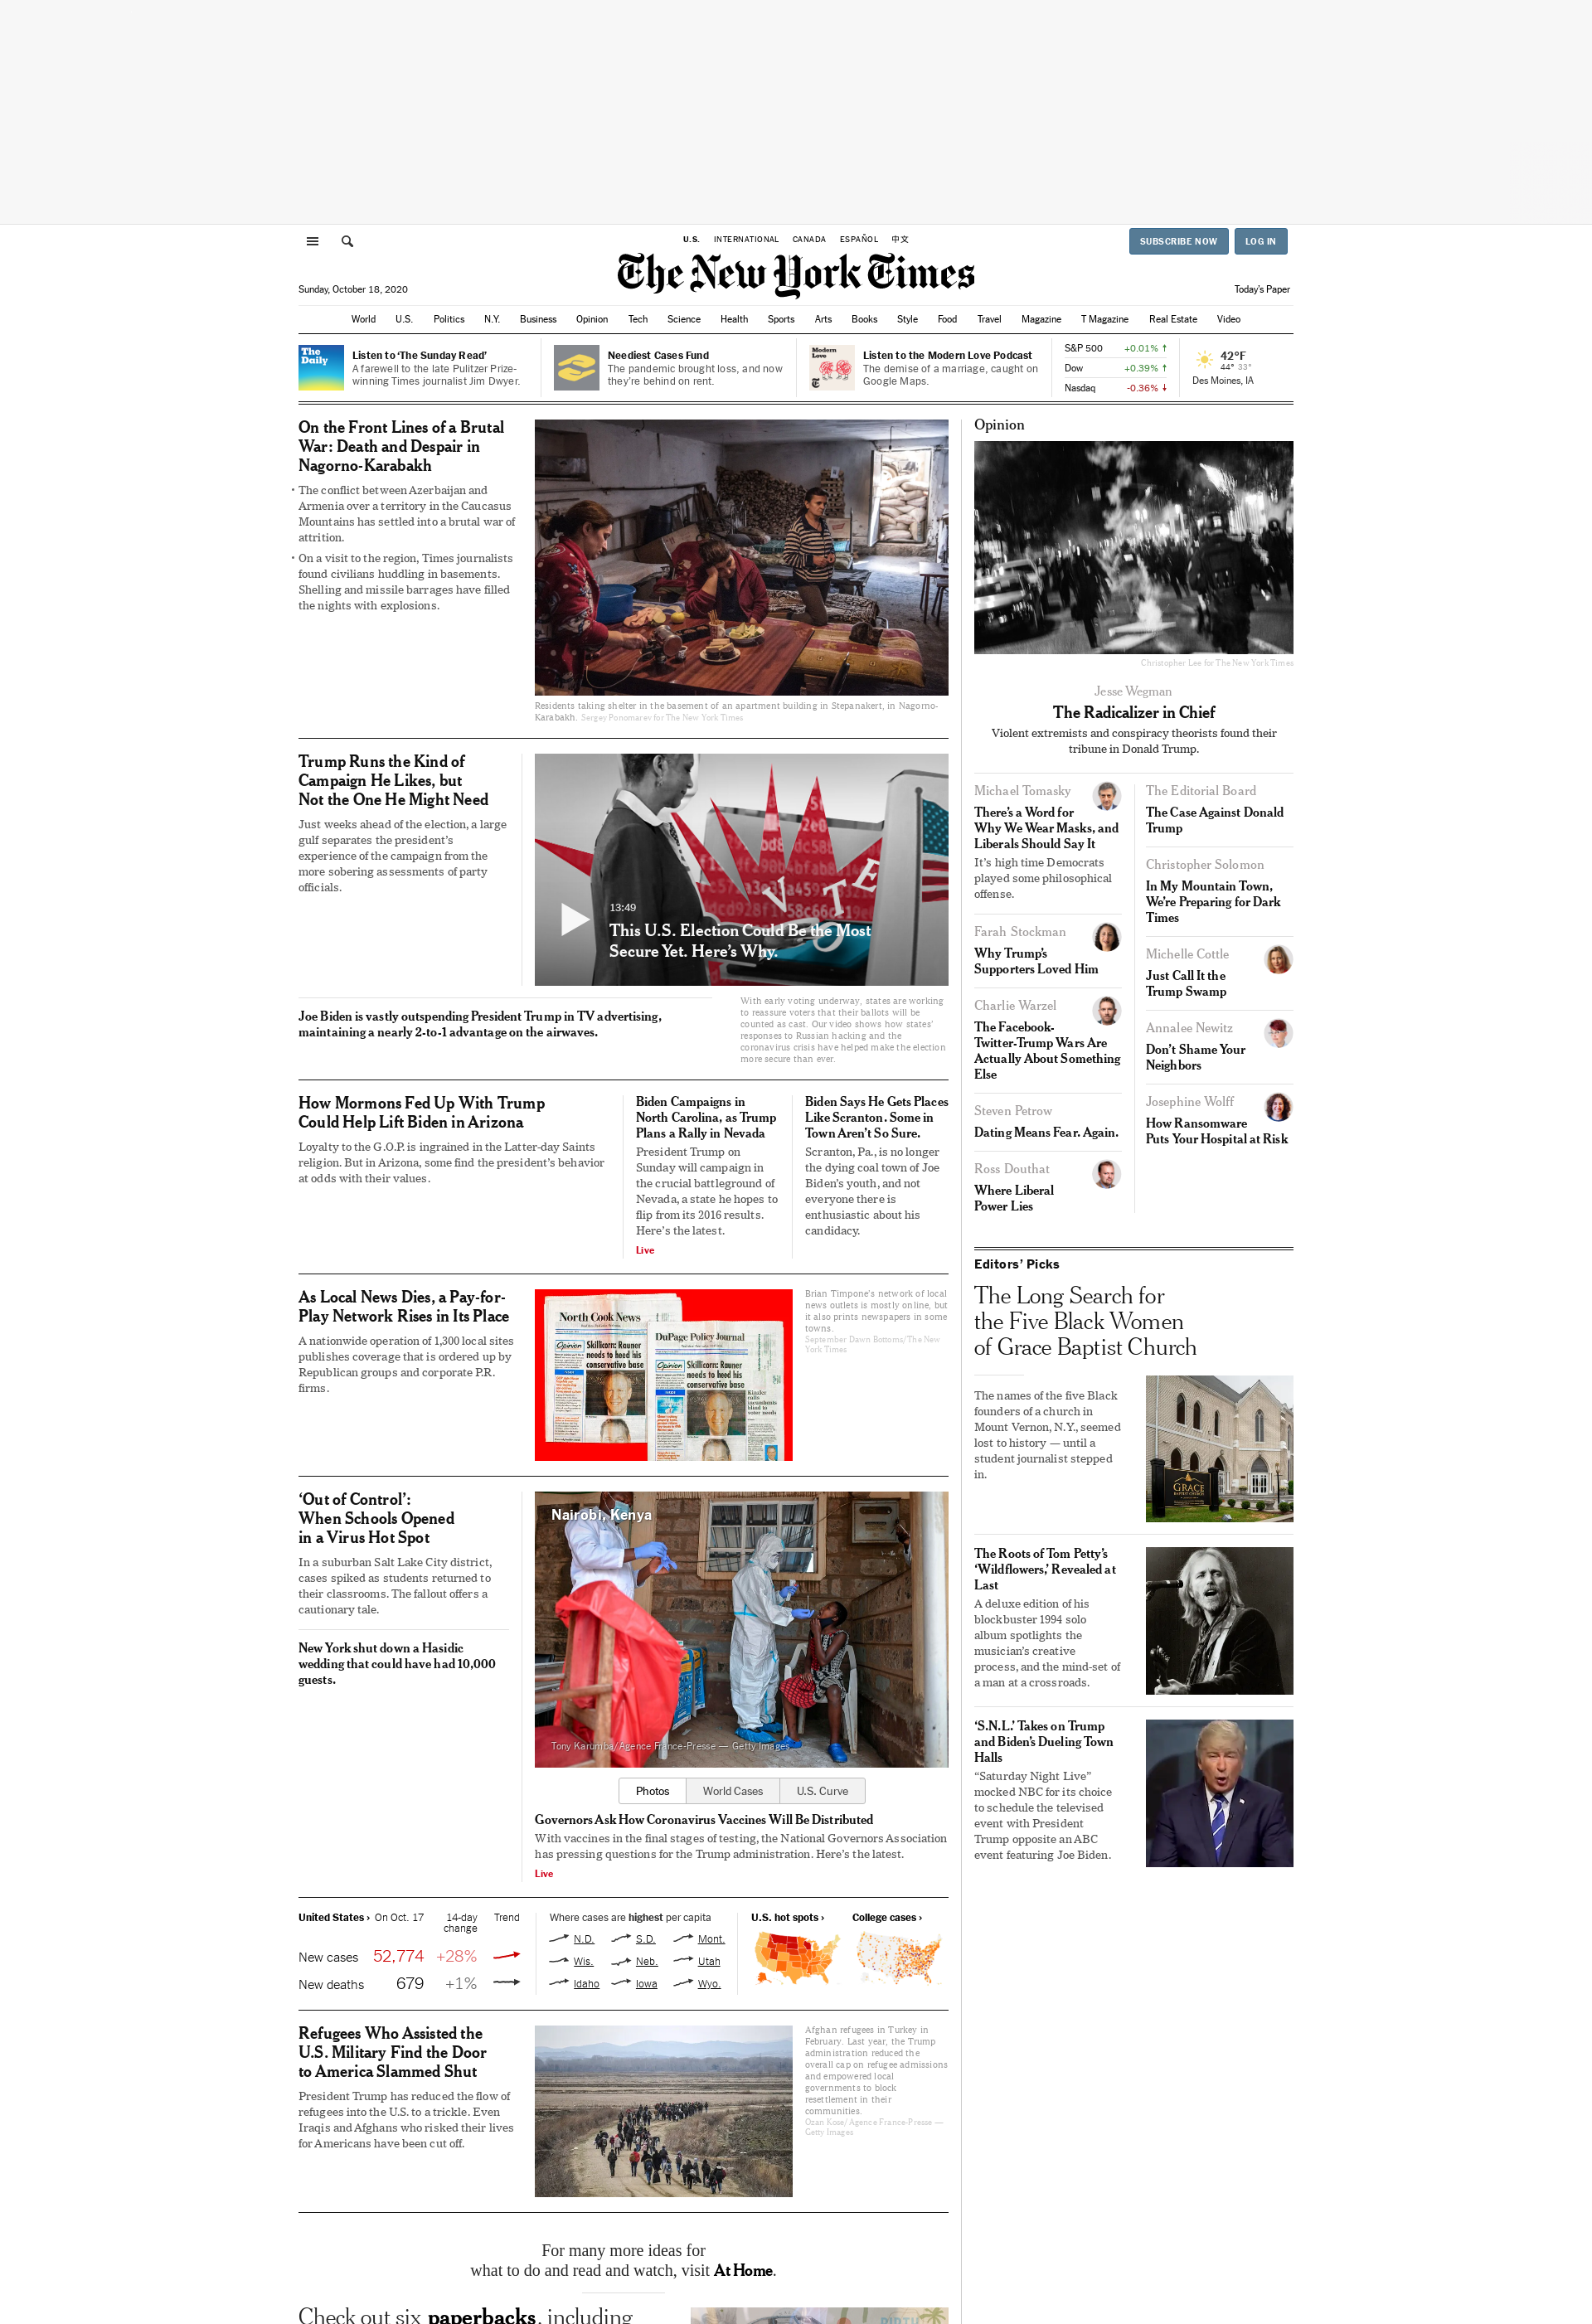 U.S. INTERNATIONAL CANADA ESPAÑOL 中文
SUBSCRIBE NOW LOG IN
The New York Times
Sunday, October 18, 2020
Today's Paper
World U.S. Politics N.Y. Business Opinion Tech Science Health Sports Arts Books Style Food Travel Magazine T Magazine Real Estate Video
The
Daily
Listen to ‘The Sunday Read’
A farewell to the late Pulitzer Prize-
winning Times journalist Jim Dwyer.
Neediest Cases Fund
The pandemic brought loss, and now
they’re behind on rent.
Modern
Love
Listen to the Modern Love Podcast
The demise of a marriage, caught on
Google Maps.
S&P 500 +0.01%
Dow +0.39%
Nasdaq -0.36%
42°F
44° 33°
Des Moines, IA
On the Front Lines of a Brutal
War: Death and Despair in
Nagorno-Karabakh
• The conflict between Azerbaijan and
Armenia over a territory in the Caucasus
Mountains has settled into a brutal war of
attrition.
• On a visit to the region, Times journalists
found civilians huddling in basements.
Shelling and missile barrages have filled
the nights with explosions.
Residents taking shelter in the basement of an apartment building in Stepanakert, in Nagorno-
Karabakh. Sergey Ponomarev for The New York Times
Trump Runs the Kind of
Campaign He Likes, but
Not the One He Might Need
Just weeks ahead of the election, a large
gulf separates the president’s
experience of the campaign from the
more sobering assessments of party
officials.
VOTE
13:49
This U.S. Election Could Be the Most
Secure Yet. Here’s Why.
Joe Biden is vastly outspending President Trump in TV advertising,
maintaining a nearly 2-to-1 advantage on the airwaves.
With early voting underway, states are working
to reassure voters that their ballots will be
counted as cast. Our video shows how states’
responses to Russian hacking and the
coronavirus crisis have helped make the election
more secure than ever.
How Mormons Fed Up With Trump
Could Help Lift Biden in Arizona
Loyalty to the G.O.P. is ingrained in the Latter-day Saints
religion. But in Arizona, some find the president’s behavior
at odds with their values.
Biden Campaigns in
North Carolina, as Trump
Plans a Rally in Nevada
President Trump on
Sunday will campaign in
the crucial battleground of
Nevada, a state he hopes to
flip from its 2016 results.
Here’s the latest.
Live
Biden Says He Gets Places
Like Scranton. Some in
Town Aren’t So Sure.
Scranton, Pa., is no longer
the dying coal town of Joe
Biden’s youth, and not
everyone there is
enthusiastic about his
candidacy.
As Local News Dies, a Pay-for-
Play Network Rises in Its Place
A nationwide operation of 1,300 local sites
publishes coverage that is ordered up by
Republican groups and corporate P.R.
firms.
North Cook News
Opinion Skillicorn: Rauner
needs to heed his
conservative base
DuPage Policy Journal
Opinion Skillicorn: Rauner
needs to heed his
conservative base
Brian Timpone’s network of local
news outlets is mostly online, but
it also prints newspapers in some
towns.
September Dawn Bottoms/The New
York Times
‘Out of Control’:
When Schools Opened
in a Virus Hot Spot
In a suburban Salt Lake City district,
cases spiked as students returned to
their classrooms. The fallout offers a
cautionary tale.
New York shut down a Hasidic
wedding that could have had 10,000
guests.
Nairobi, Kenya
Tony Karumba/Agence France-Presse — Getty Images
Photos World Cases U.S. Curve
Governors Ask How Coronavirus Vaccines Will Be Distributed
With vaccines in the final stages of testing, the National Governors Association
has pressing questions for the Trump administration. Here’s the latest.
Live
United States › On Oct. 17 14-day
change Trend
New cases 52,774 +28%
New deaths 679 +1%
Where cases are highest per capita
N.D. S.D. Mont.
Wis. Neb. Utah
Idaho Iowa Wyo.
U.S. hot spots ›
College cases ›
Refugees Who Assisted the
U.S. Military Find the Door
to America Slammed Shut
President Trump has reduced the flow of
refugees into the U.S. to a trickle. Even
Iraqis and Afghans who risked their lives
for Americans have been cut off.
Afghan refugees in Turkey in
February. Last year, the Trump
administration reduced the
overall cap on refugee admissions
and empowered local
governments to block
resettlement in their
communities.
Ozan Kose/Agence France-Presse —
Getty Images
For many more ideas for
what to do and read and watch, visit At Home.
Check out six paperbacks, including
Opinion
Christopher Lee for The New York Times
Jesse Wegman
The Radicalizer in Chief
Violent extremists and conspiracy theorists found their
tribune in Donald Trump.
Michael Tomasky
There’s a Word for
Why We Wear Masks, and
Liberals Should Say It
It’s high time Democrats
played some philosophical
offense.
Farah Stockman
Why Trump’s
Supporters Loved Him
Charlie Warzel
The Facebook-
Twitter-Trump Wars Are
Actually About Something
Else
Steven Petrow
Dating Means Fear. Again.
Ross Douthat
Where Liberal
Power Lies
The Editorial Board
The Case Against Donald
Trump
Christopher Solomon
In My Mountain Town,
We’re Preparing for Dark
Times
Michelle Cottle
Just Call It the
Trump Swamp
Annalee Newitz
Don’t Shame Your
Neighbors
Josephine Wolff
How Ransomware
Puts Your Hospital at Risk
Editors’ Picks
The Long Search for
the Five Black Women
of Grace Baptist Church
The names of the five Black
founders of a church in
Mount Vernon, N.Y., seemed
lost to history — until a
student journalist stepped
in.
GRACE
The Roots of Tom Petty’s
‘Wildflowers,’ Revealed at
Last
A deluxe edition of his
blockbuster 1994 solo
album spotlights the
musician’s creative
process, and the mind-set of
a man at a crossroads.
‘S.N.L.’ Takes on Trump
and Biden’s Dueling Town
Halls
“Saturday Night Live”
mocked NBC for its choice
to schedule the televised
event with President
Trump opposite an ABC
event featuring Joe Biden.